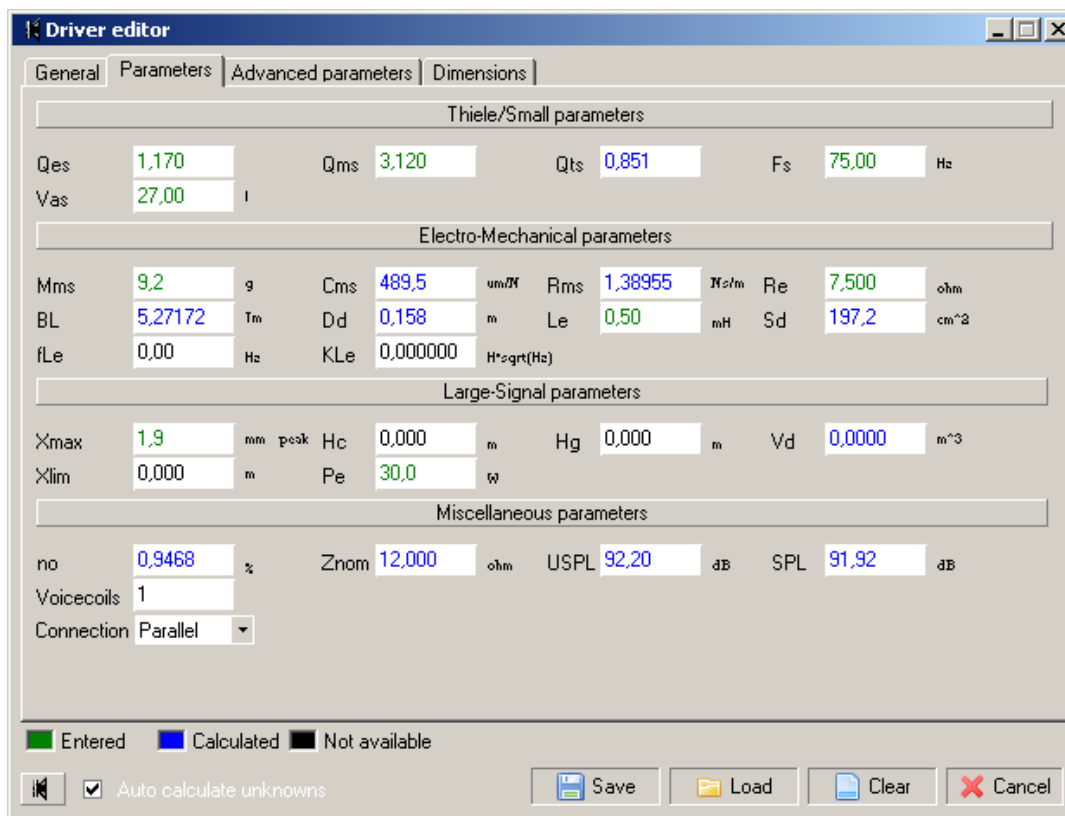 Driver editor
General Parameters Advanced parameters Dimensions
Thiele/Small parameters
Qes 1,170 Qms 3,120 Qts 0,851 Fs 75,00 Hz
Vas 27,00 l
Electro-Mechanical parameters
Mms 9,2 g Cms 489,5 um/N Rms 1,38955 Ns/m Re 7,500 ohm
BL 5,27172 Tm Dd 0,158 m Le 0,50 mH Sd 197,2 cm^2
fLe 0,00 Hz KLe 0,000000 H*sqrt(Hz)
Large-Signal parameters
Xmax 1,9 mm peak Hc 0,000 m Hg 0,000 m Vd 0,0000 m^3
Xlim 0,000 m Pe 30,0 W
Miscellaneous parameters
no 0,9468 % Znom 12,000 ohm USPL 92,20 dB SPL 91,92 dB
Voicecoils 1
Connection Parallel
Entered Calculated Not available
Auto calculate unknowns Save Load Clear Cancel